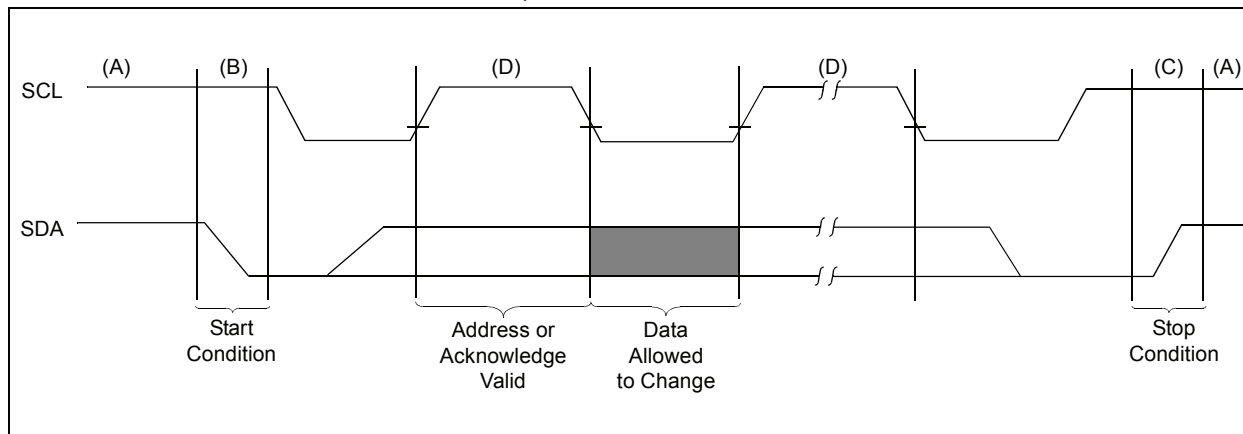 (A) (B) (D) (D) (C) (A)
SCL
SDA
Start
Condition
Address or
Acknowledge
Valid
Data
Allowed
to Change
Stop
Condition